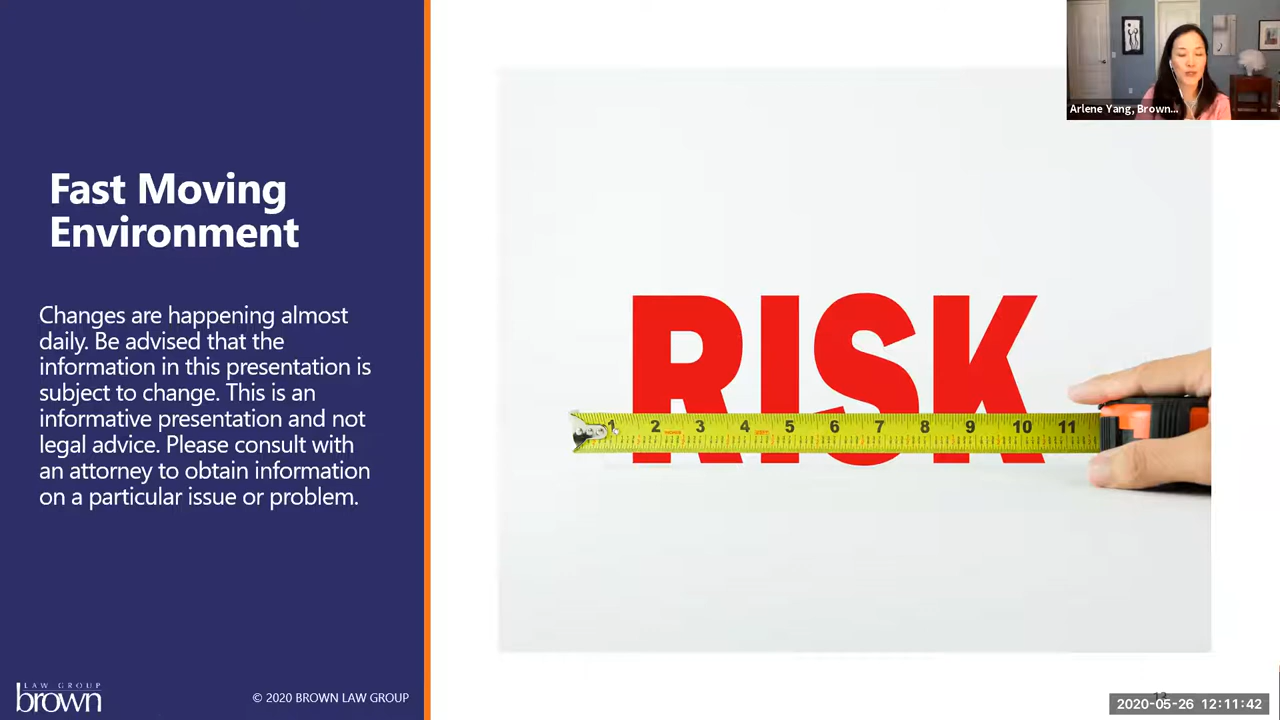 Fast Moving
Environment
Changes are happening almost
daily. Be advised that the
information in this presentation is
subject to change. This is an
informative presentation and not
legal advice. Please consult with
an attorney to obtain information
on a particular issue or problem.
LAW GROUP
brown
© 2020 BROWN LAW GROUP
RISK
1 2 3 4 5 6 7 8 9 10 11
Arlene Yang, Brown...
13
2020-05-26 12:11:42